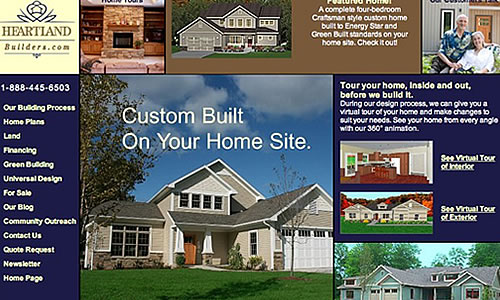 HEARTLAND
Builders.com
Home Tours
Featured Home!
A complete four-bedroom
Craftsman style custom home
built to Energy Star and
Green Built standards on your
home site. Check it out!
1-888-445-6503
Our Building Process
Home Plans
Land
Financing
Green Building
Universal Design
For Sale
Our Blog
Community Outreach
Contact Us
Quote Request
Newsletter
Home Page
Custom Built
On Your Home Site.
Tour your home, inside and out,
before we build it.
During our design process, we can give you a
virtual tour of your home and make changes to
suit your needs. See your home from every angle
with our 360° animation.
See Virtual Tour
of Interior
See Virtual Tour
of Exterior